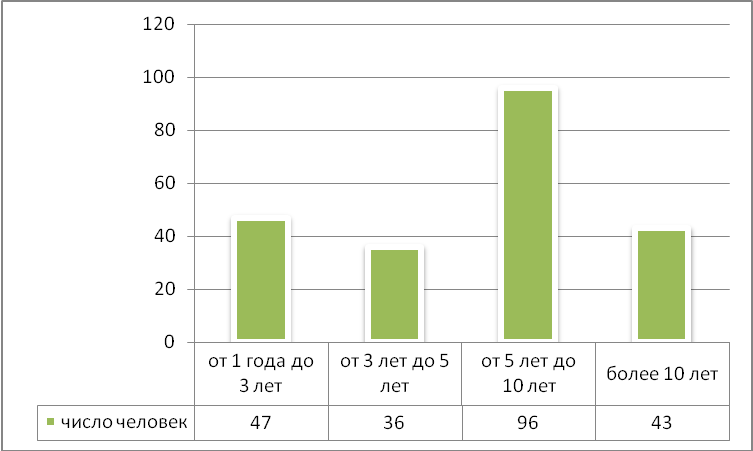 120
100
80
60
40
20
0
от 1 года до
3 лет
от 3 лет до 5
лет
от 5 лет до
10 лет
более 10 лет
число человек 47 36 96 43